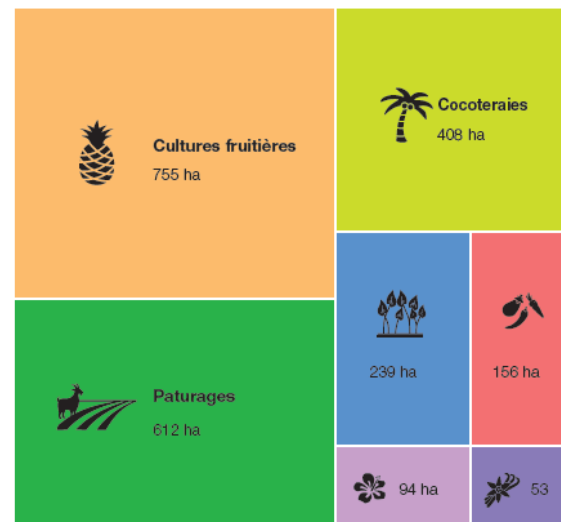 Cultures fruitières
755 ha
Cocoteraies
408 ha
Paturages
612 ha
239 ha
156 ha
94 ha
53